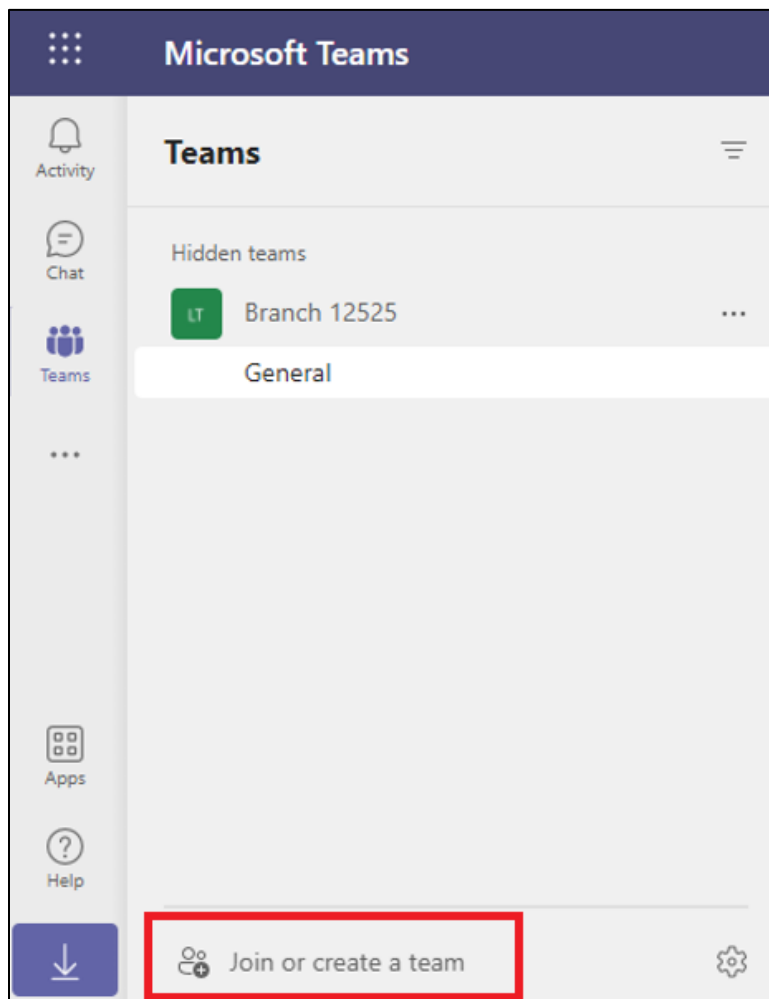 Microsoft Teams
Activity
Teams
Chat
Hidden teams
LT
Branch 12525
Teams
General
Apps
Help
Join or create a team